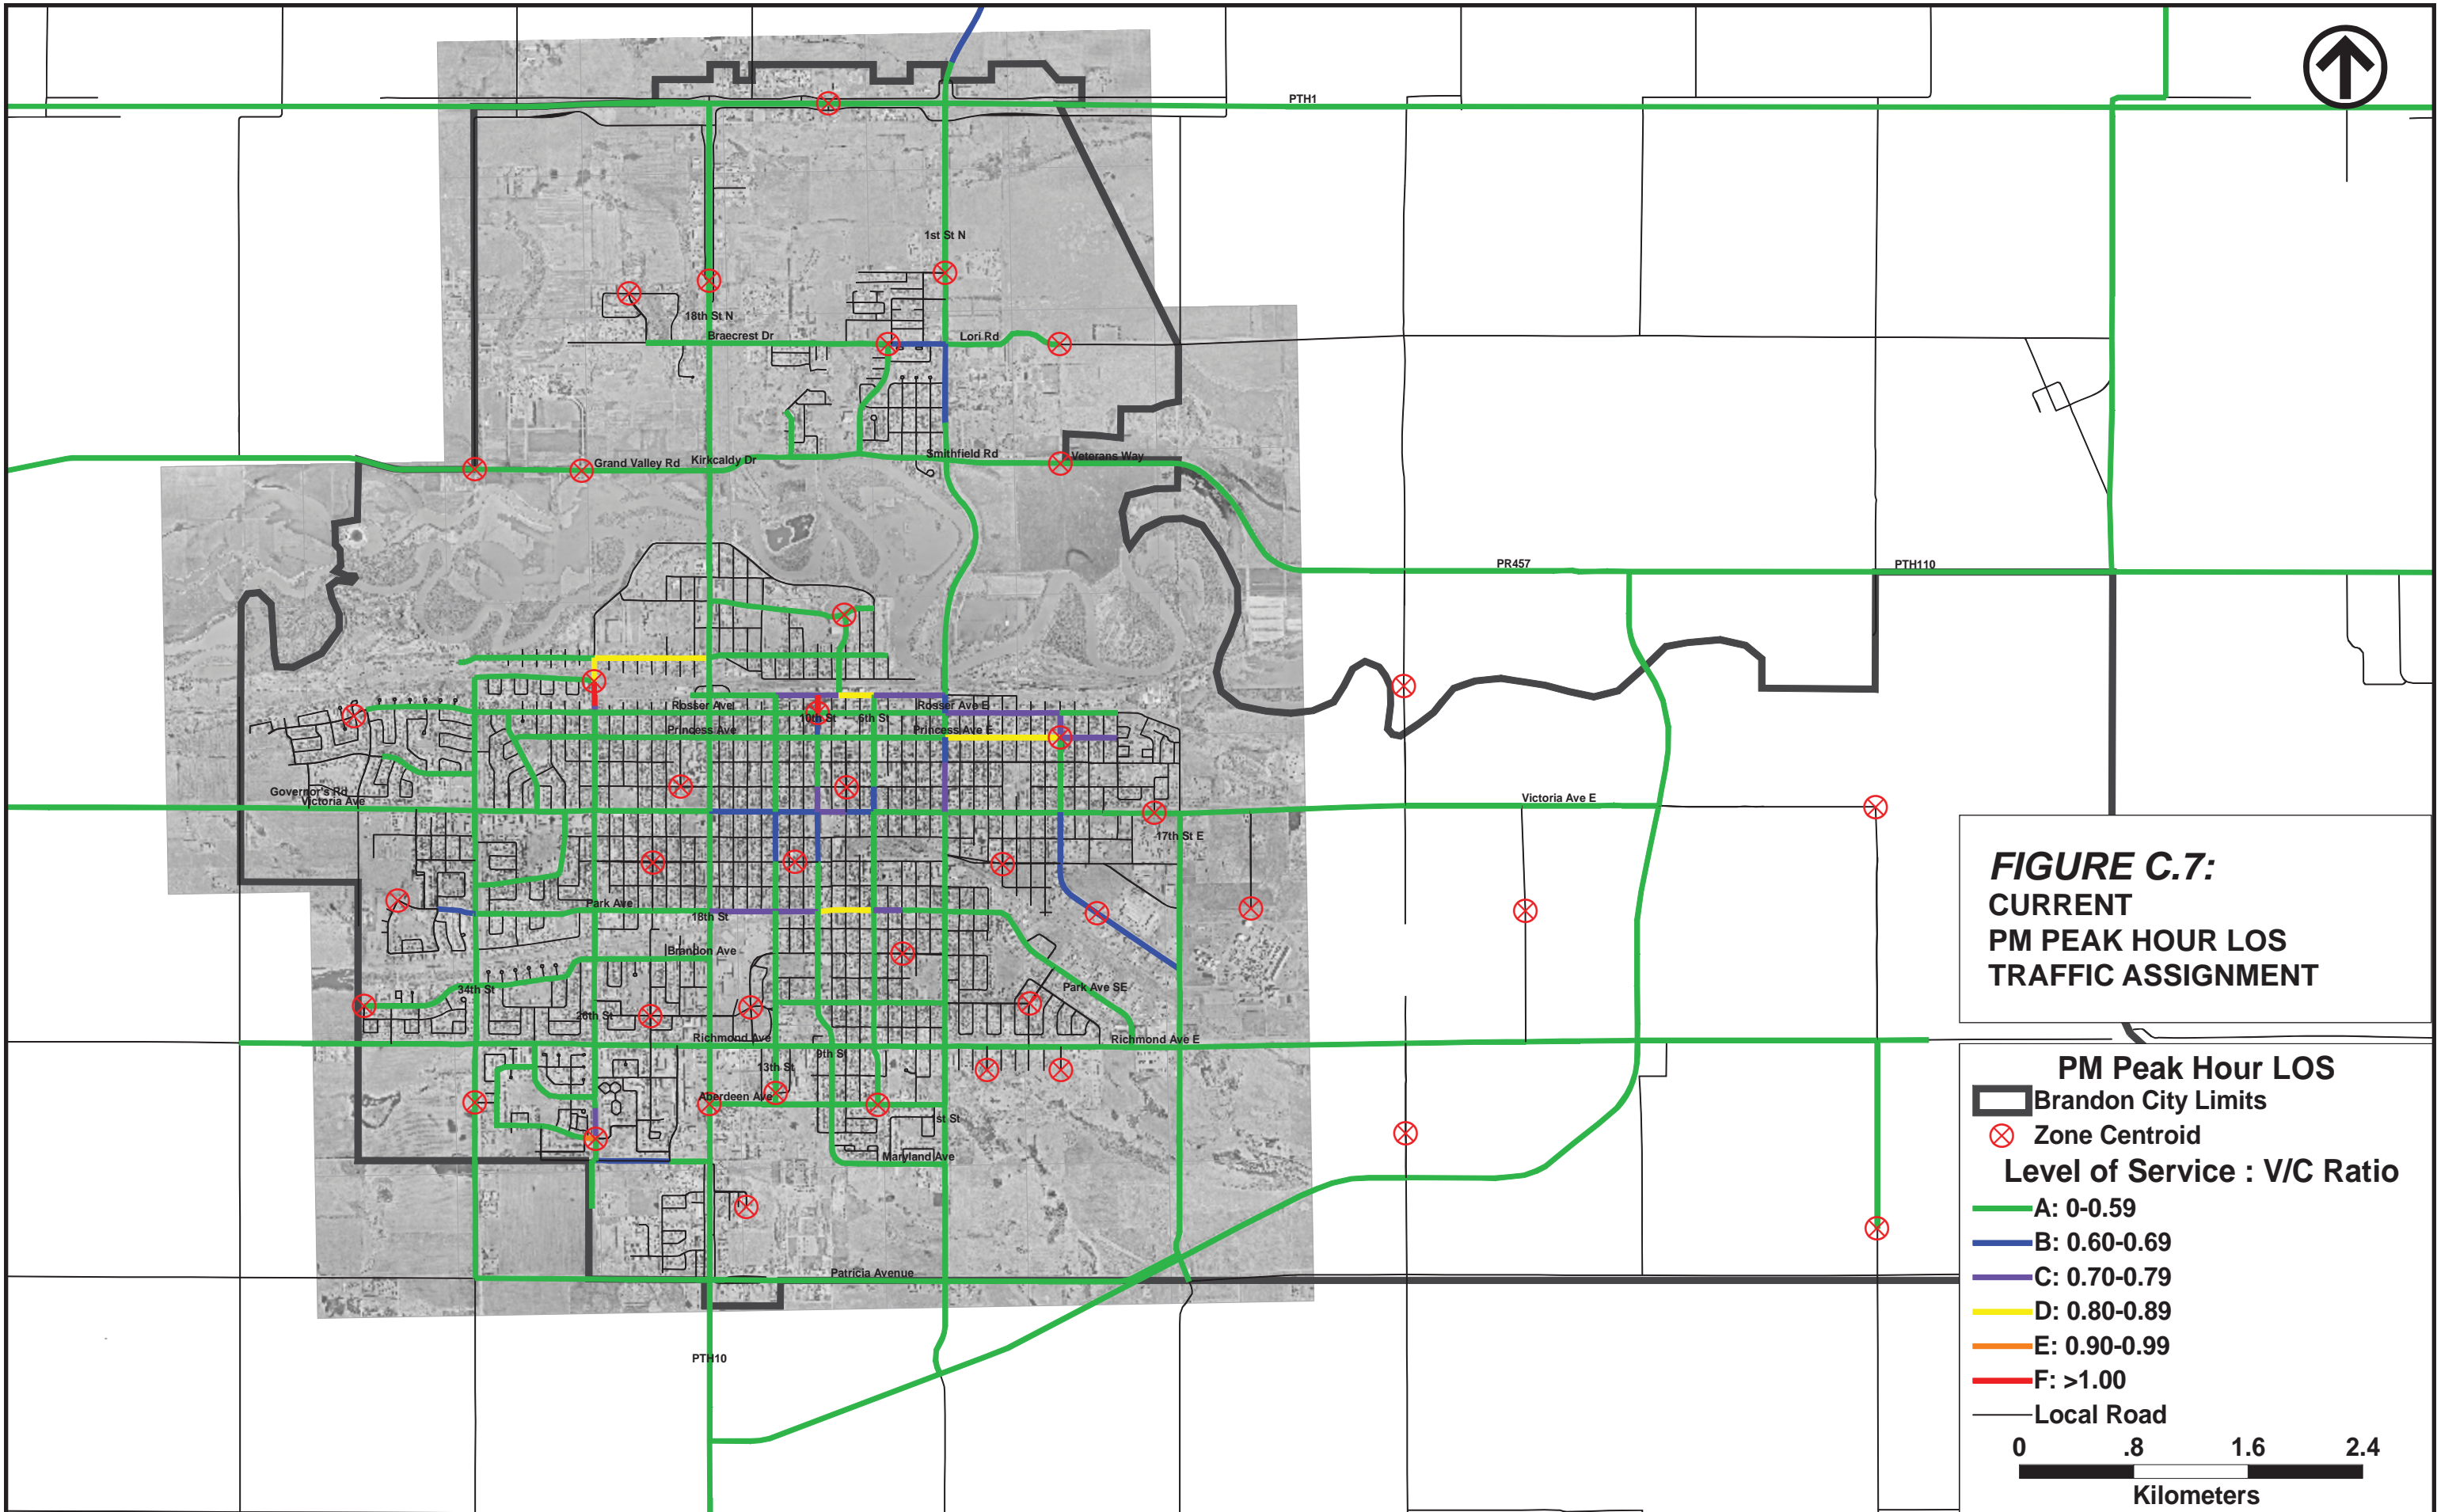 PTH1
1st St N
18th St N
Braecrest Dr
Lori Rd
Grand Valley Rd
Kirkcaldy Dr
Smithfield Rd
Veterans Way
PR457
PTH110
Rosser Ave
10th St
6th St
Rosser Ave E
Princess Ave
Princess Ave E
Governor's Rd
Victoria Ave
Victoria Ave E
17th St E
Park Ave
18th St
Brandon Ave
34th St
Park Ave SE
26th St
Richmond Ave
9th St
Richmond Ave E
13th St
Aberdeen Ave
st St
Maryland Ave
Patricia Avenue
PTH10
FIGURE C.7:
CURRENT
PM PEAK HOUR LOS
TRAFFIC ASSIGNMENT
PM Peak Hour LOS
Brandon City Limits
Zone Centroid
Level of Service : V/C Ratio
A: 0-0.59
B: 0.60-0.69
C: 0.70-0.79
D: 0.80-0.89
E: 0.90-0.99
F: >1.00
Local Road
0 .8 1.6 2.4
Kilometers